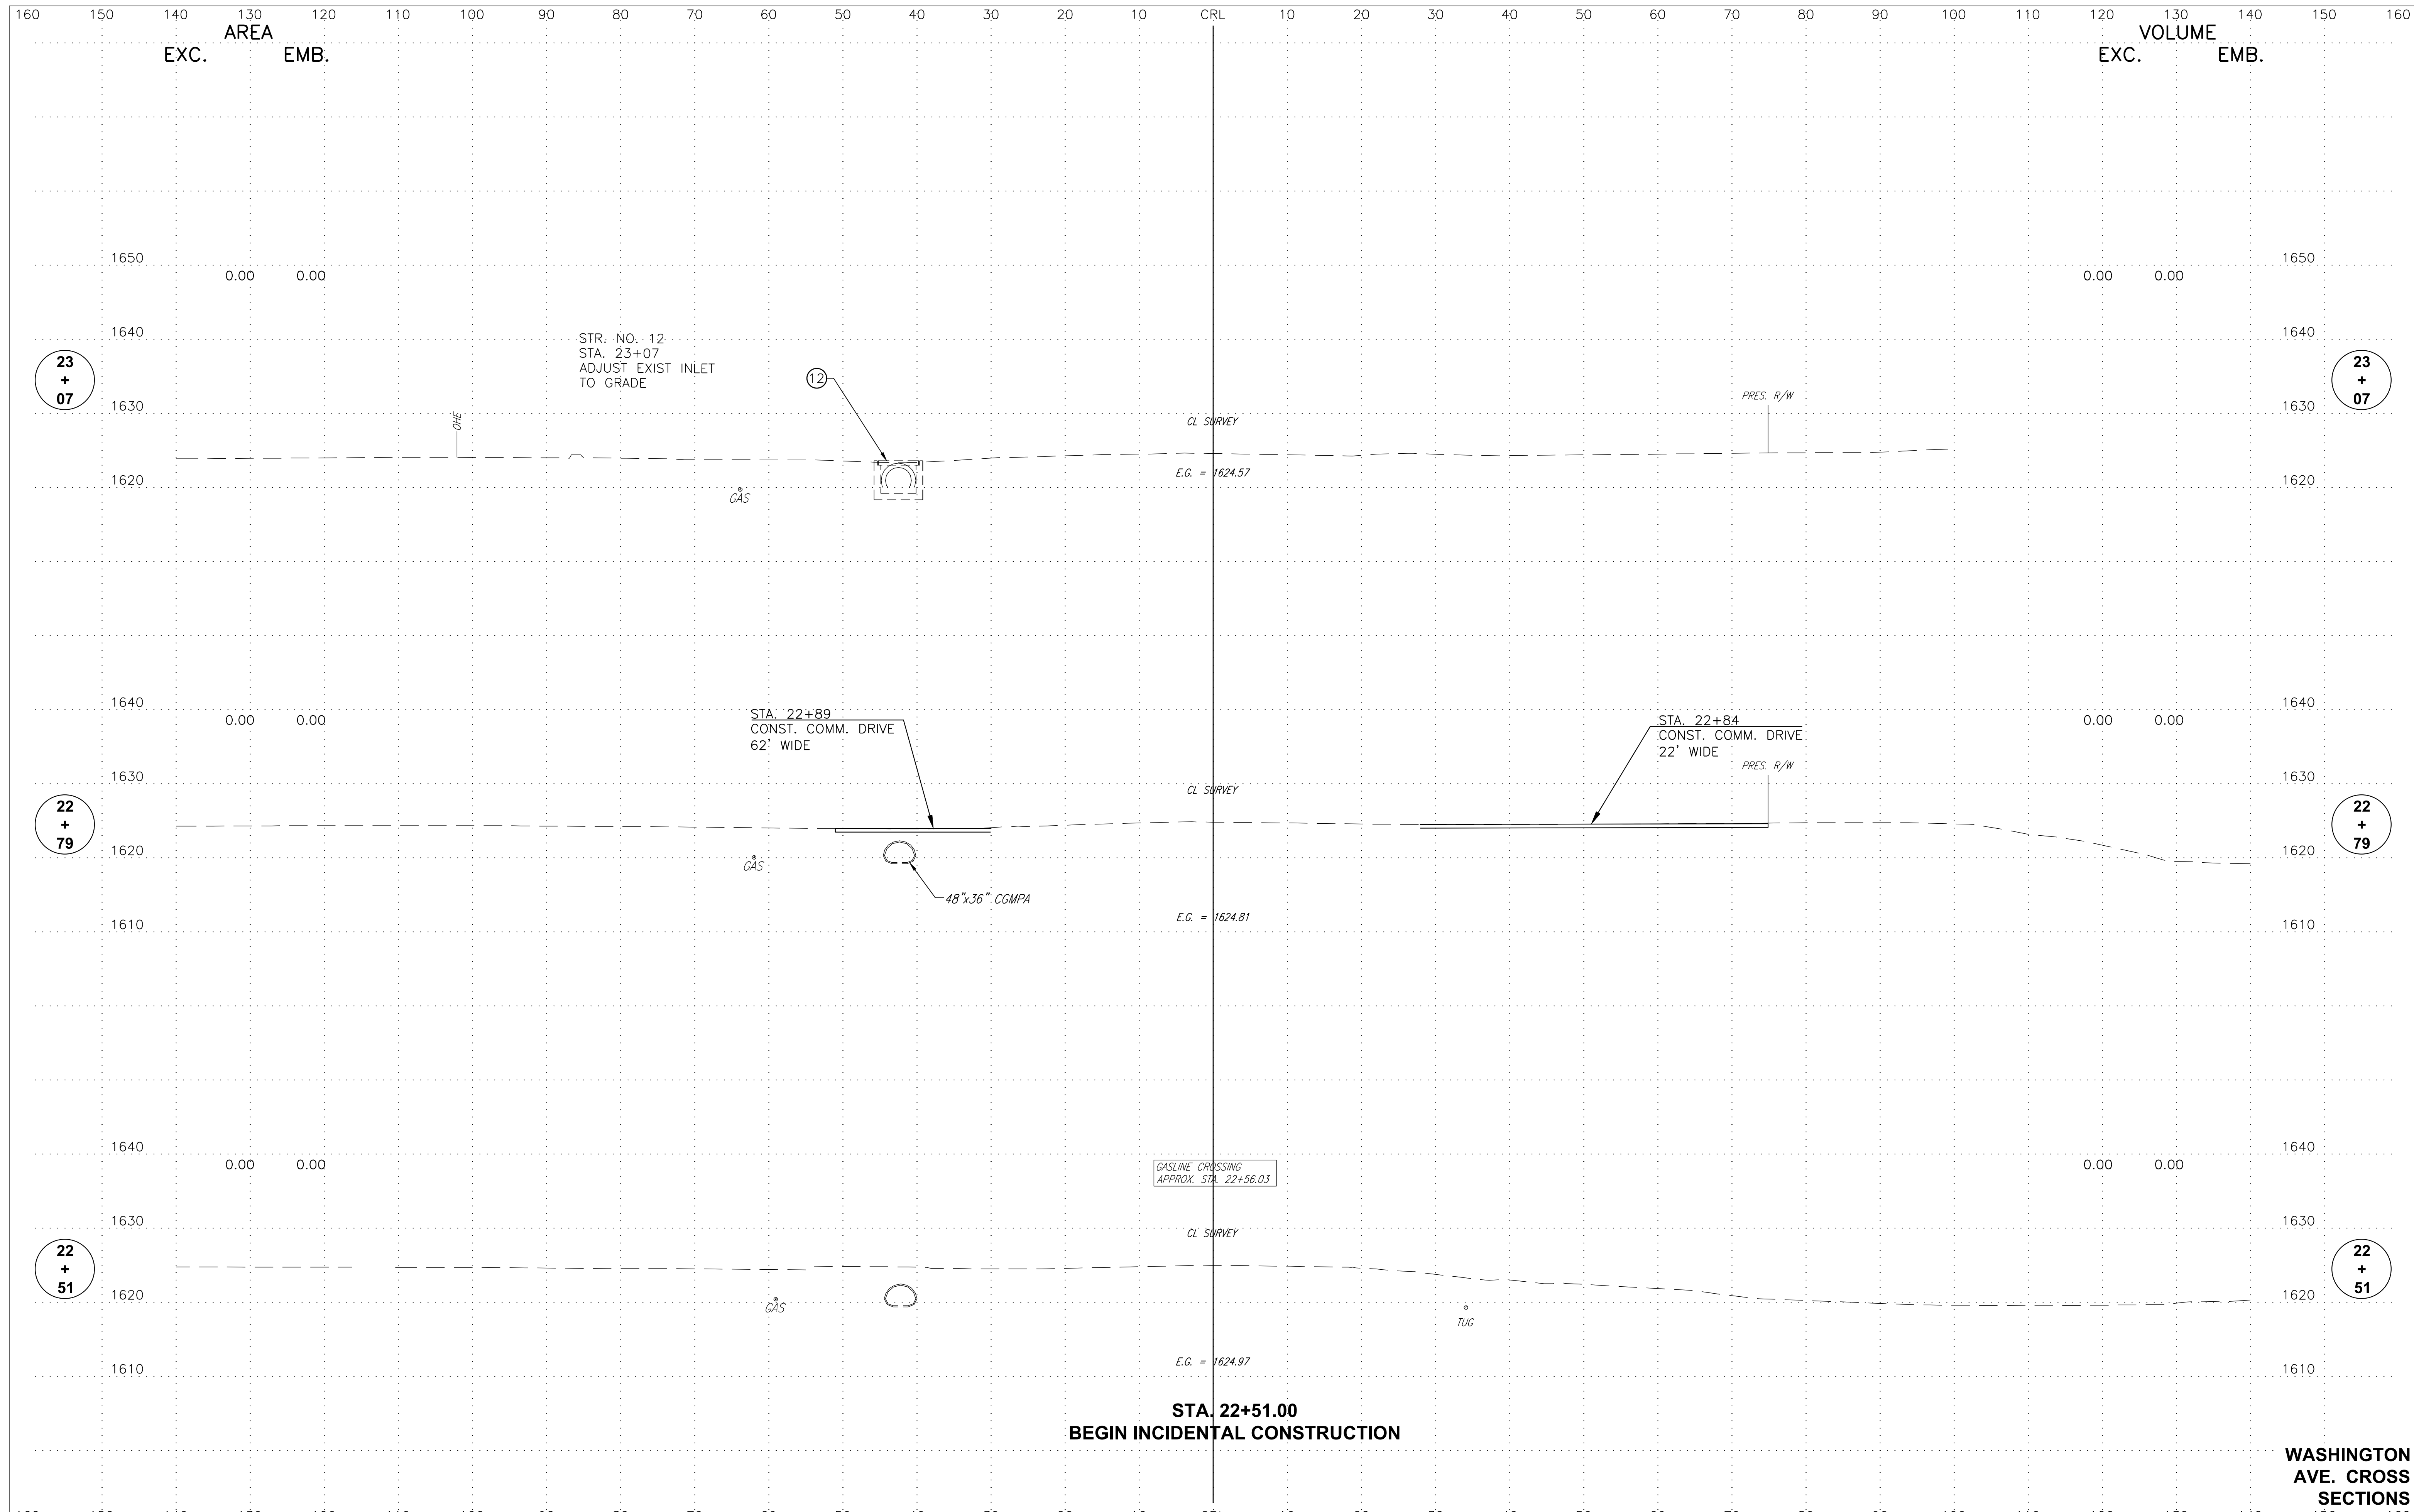 160 150 140 130 120 110 100 90 80 70 60 50 40 30 20 10 CRL 10 20 30 40 50 60 70 80 90 100 110 120 130 140 150 160
AREA VOLUME
EXC. EMB. EXC. EMB.
1650 1650
0.00 0.00 0.00 0.00
1640 1640
STR. NO. 12
STA. 23+07
ADJUST EXIST INLET
TO GRADE
12
23
+
07
23
+
07
PRES. R/W
1630 1630
OHE
CL SURVEY
E.G. = 1624.57
1620 1620
GAS
1640 1640
0.00 0.00 0.00 0.00
STA. 22+89
CONST. COMM. DRIVE
62' WIDE
STA. 22+84
CONST. COMM. DRIVE
22' WIDE
PRES. R/W
1630 1630
CL SURVEY
22
+
79
22
+
79
1620 1620
GAS
48"x36" CGMPA
E.G. = 1624.81
1610 1610
1640 1640
0.00 0.00 0.00 0.00
GASLINE CROSSING
APPROX. STA. 22+56.03
1630 1630
CL SURVEY
22
+
51
22
+
51
1620 1620
GAS
TUG
E.G. = 1624.97
1610 1610
STA. 22+51.00
BEGIN INCIDENTAL CONSTRUCTION
WASHINGTON
AVE. CROSS
SECTIONS